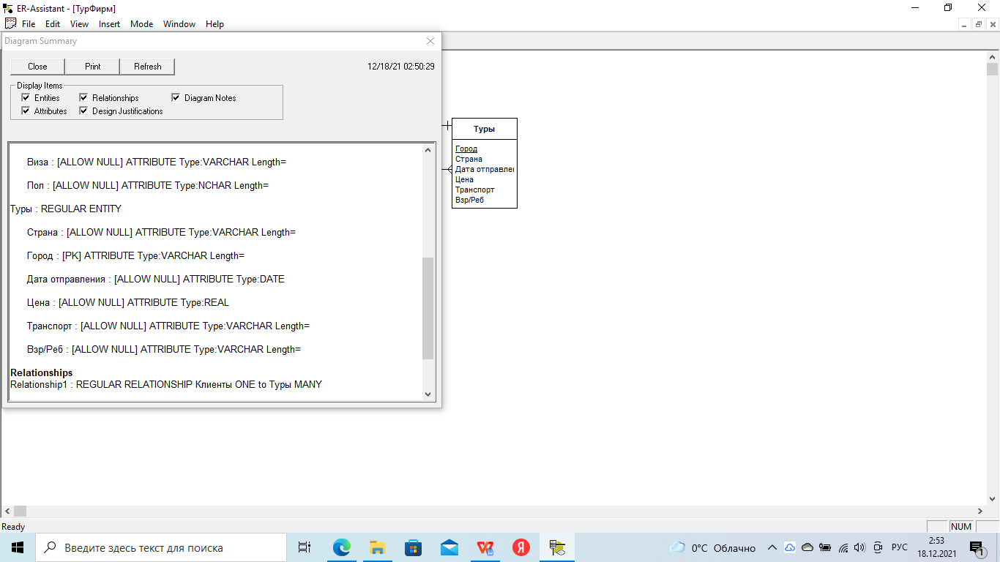 ER-Assistant - [ТурФирм]
File Edit View Insert Mode Window Help
Diagram Summary
Close Print Refresh 12/18/21 02:50:29
Display Items
Entities Relationships Diagram Notes
Attributes Design Justifications
Виза : [ALLOW NULL] ATTRIBUTE Type:VARCHAR Length=
Пол : [ALLOW NULL] ATTRIBUTE Type:NCHAR Length=
Туры : REGULAR ENTITY
Страна : [ALLOW NULL] ATTRIBUTE Type:VARCHAR Length=
Город : [PK] ATTRIBUTE Type:VARCHAR Length=
Дата отправления : [ALLOW NULL] ATTRIBUTE Type:DATE
Цена : [ALLOW NULL] ATTRIBUTE Type:REAL
Транспорт : [ALLOW NULL] ATTRIBUTE Type:VARCHAR Length=
Взр/Реб : [ALLOW NULL] ATTRIBUTE Type:VARCHAR Length=
Relationships
Relationship1 : REGULAR RELATIONSHIP Клиенты ONE to Туры MANY
Туры
Город
Страна
Дата отправлен
Цена
Транспорт
Взр/Реб
Ready NUM
Введите здесь текст для поиска
0°C Облачно
РУС
2:53
18.12.2021
1